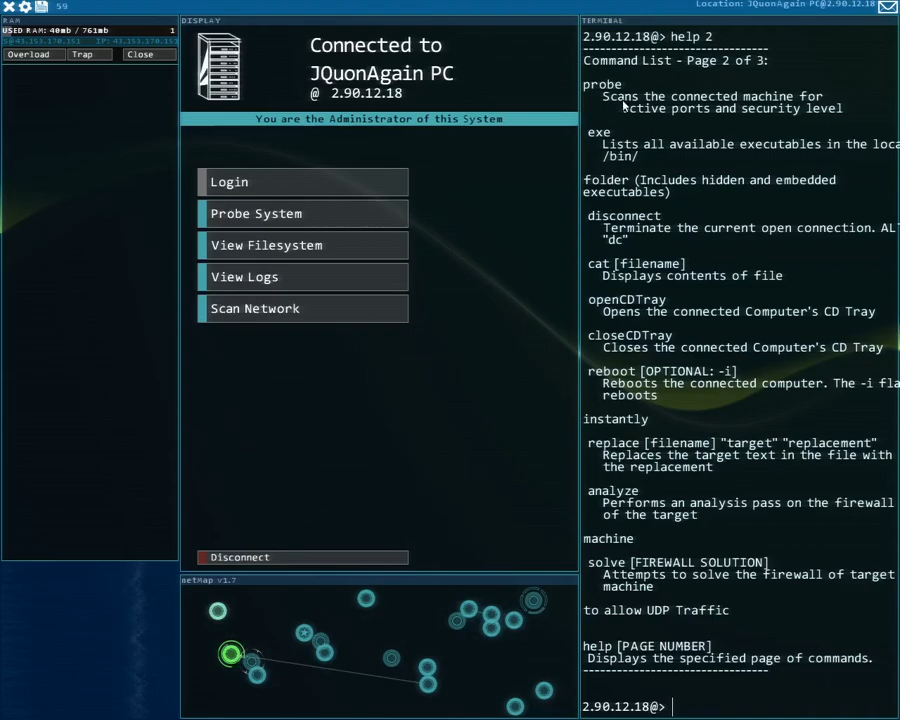 59
Location: JQuonAgain PC@2.90.12.18
RAM
USED RAM: 40mb / 761mb 1
IP: 43.153.170.151
Overload Trap Close
DISPLAY
Connected to
JQuonAgain PC
@ 2.90.12.18
You are the Administrator of this System
Login
Probe System
View Filesystem
View Logs
Scan Network
Disconnect
netMap v1.7
TERMINAL
2.90.12.18@> help 2
---------------------------------
Command List - Page 2 of 3:
probe
Scans the connected machine for
active ports and security level
exe
Lists all available executables in the loca
/bin/
folder (Includes hidden and embedded
executables)
disconnect
Terminate the current open connection. AL
"dc"
cat [filename]
Displays contents of file
openCDTray
Opens the connected Computer's CD Tray
closeCDTray
Closes the connected Computer's CD Tray
reboot [OPTIONAL: -i]
Reboots the connected computer. The -i fla
reboots
instantly
replace [filename] "target" "replacement"
Replaces the target text in the file with
the replacement
analyze
Performs an analysis pass on the firewall
of the target
machine
solve [FIREWALL SOLUTION]
Attempts to solve the firewall of target
machine
to allow UDP Traffic
help [PAGE NUMBER]
Displays the specified page of commands.
---------------------------------
2.90.12.18@>